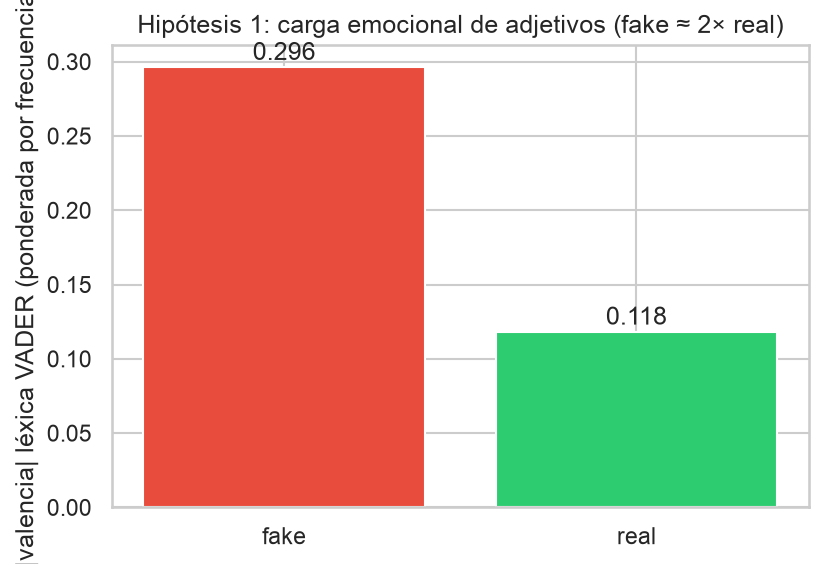 Hipótesis 1: carga emocional de adjetivos (fake ≈ 2× real)
|valencia| léxica VADER (ponderada por frecuencia
0.30
0.25
0.20
0.15
0.10
0.05
0.00
0.296
0.118
fake
real